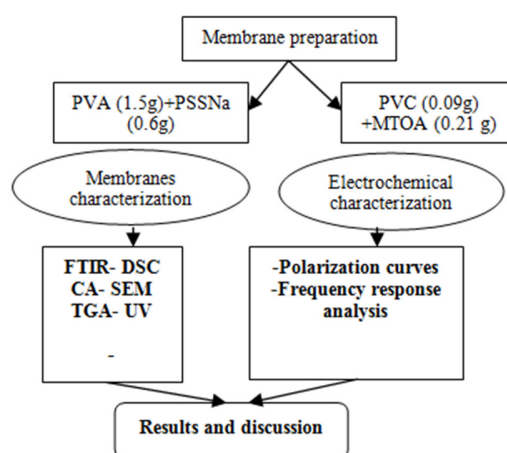 Membrane preparation
PVA (1.5g)+PSSNa
(0.6g)
PVC (0.09g)
+MTOA (0.21 g)
Membranes
characterization
Electrochemical
characterization
FTIR- DSC
CA- SEM
TGA- UV
-
-Polarization curves
-Frequency response
analysis
Results and discussion